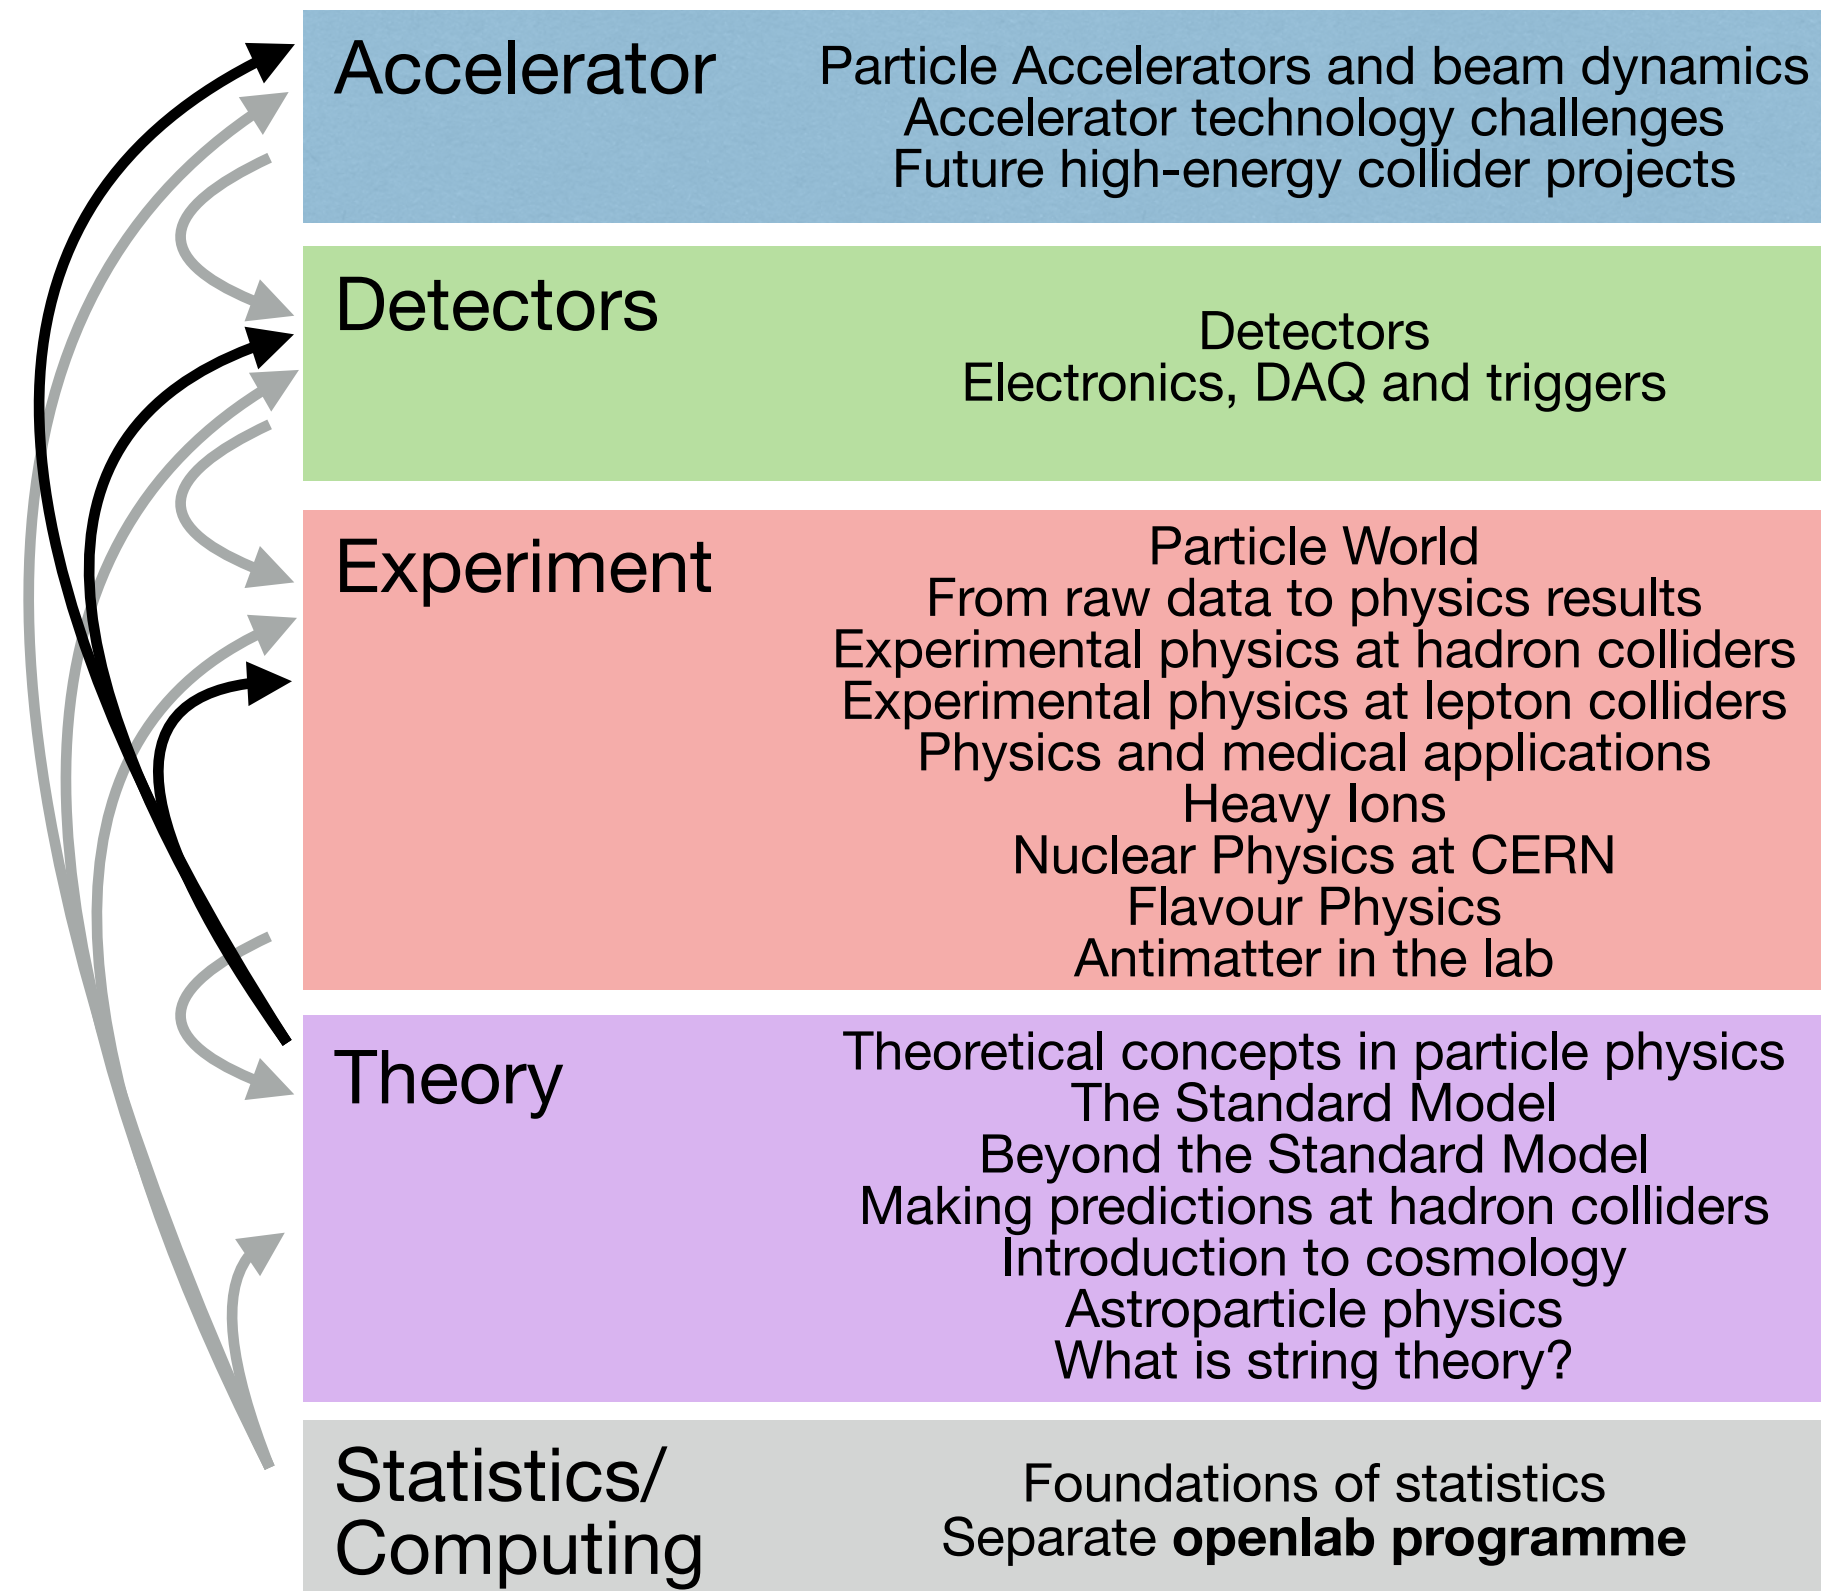 Accelerator
Particle Accelerators and beam dynamics
Accelerator technology challenges
Future high-energy collider projects
Detectors
Detectors
Electronics, DAQ and triggers
Experiment
Particle World
From raw data to physics results
Experimental physics at hadron colliders
Experimental physics at lepton colliders
Physics and medical applications
Heavy Ions
Nuclear Physics at CERN
Flavour Physics
Antimatter in the lab
Theory
Theoretical concepts in particle physics
The Standard Model
Beyond the Standard Model
Making predictions at hadron colliders
Introduction to cosmology
Astroparticle physics
What is string theory?
Statistics/
Computing
Foundations of statistics
Separate openlab programme